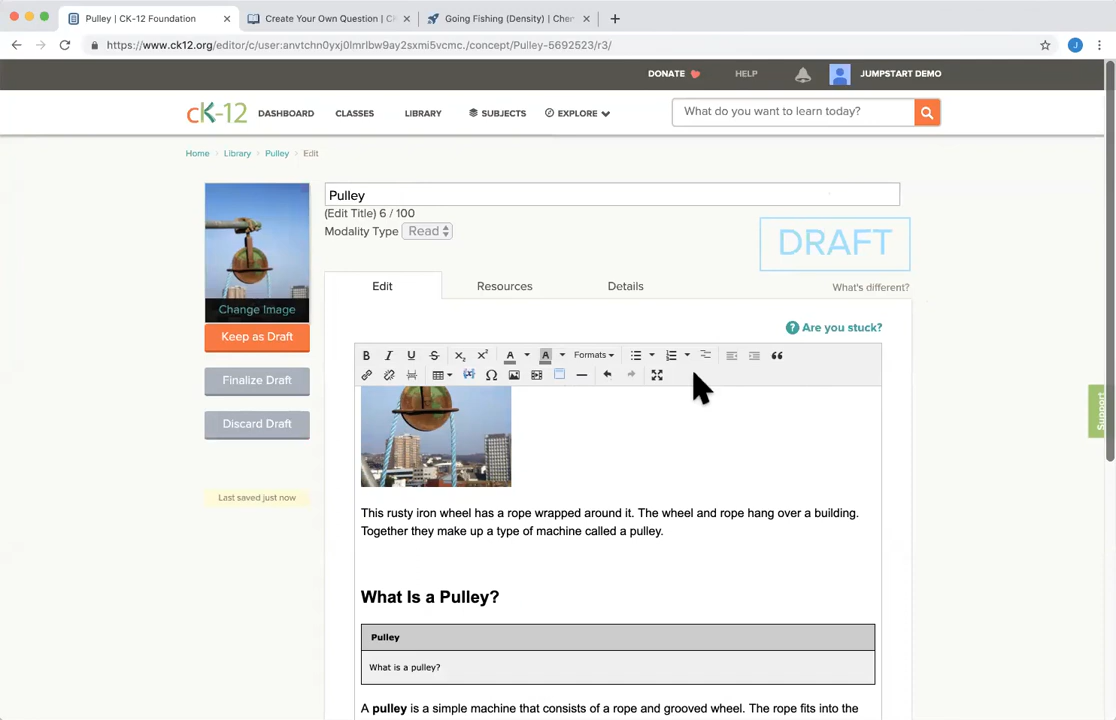 Pulley | CK-12 Foundation
Create Your Own Question | C
Going Fishing (Density) | Che
https://www.ck12.org/editor/c/user:anvtchn0yxj0lmrlbw9ay2sxmi5vcmc./concept/Pulley-5692523/r3/
J
DONATE HELP JUMPSTART DEMO
cK-12 DASHBOARD CLASSES LIBRARY SUBJECTS EXPLORE What do you want to learn today?
Home Library Pulley Edit
Pulley
(Edit Title) 6 / 100
Modality Type Read
DRAFT
What's different?
Change Image
Keep as Draft
Finalize Draft
Discard Draft
Last saved just now
Edit Resources Details
? Are you stuck?
B I U S X2 X2 A A Formats
This rusty iron wheel has a rope wrapped around it. The wheel and rope hang over a building.
Together they make up a type of machine called a pulley.
What Is a Pulley?
Pulley
What is a pulley?
A pulley is a simple machine that consists of a rope and grooved wheel. The rope fits into the
Support